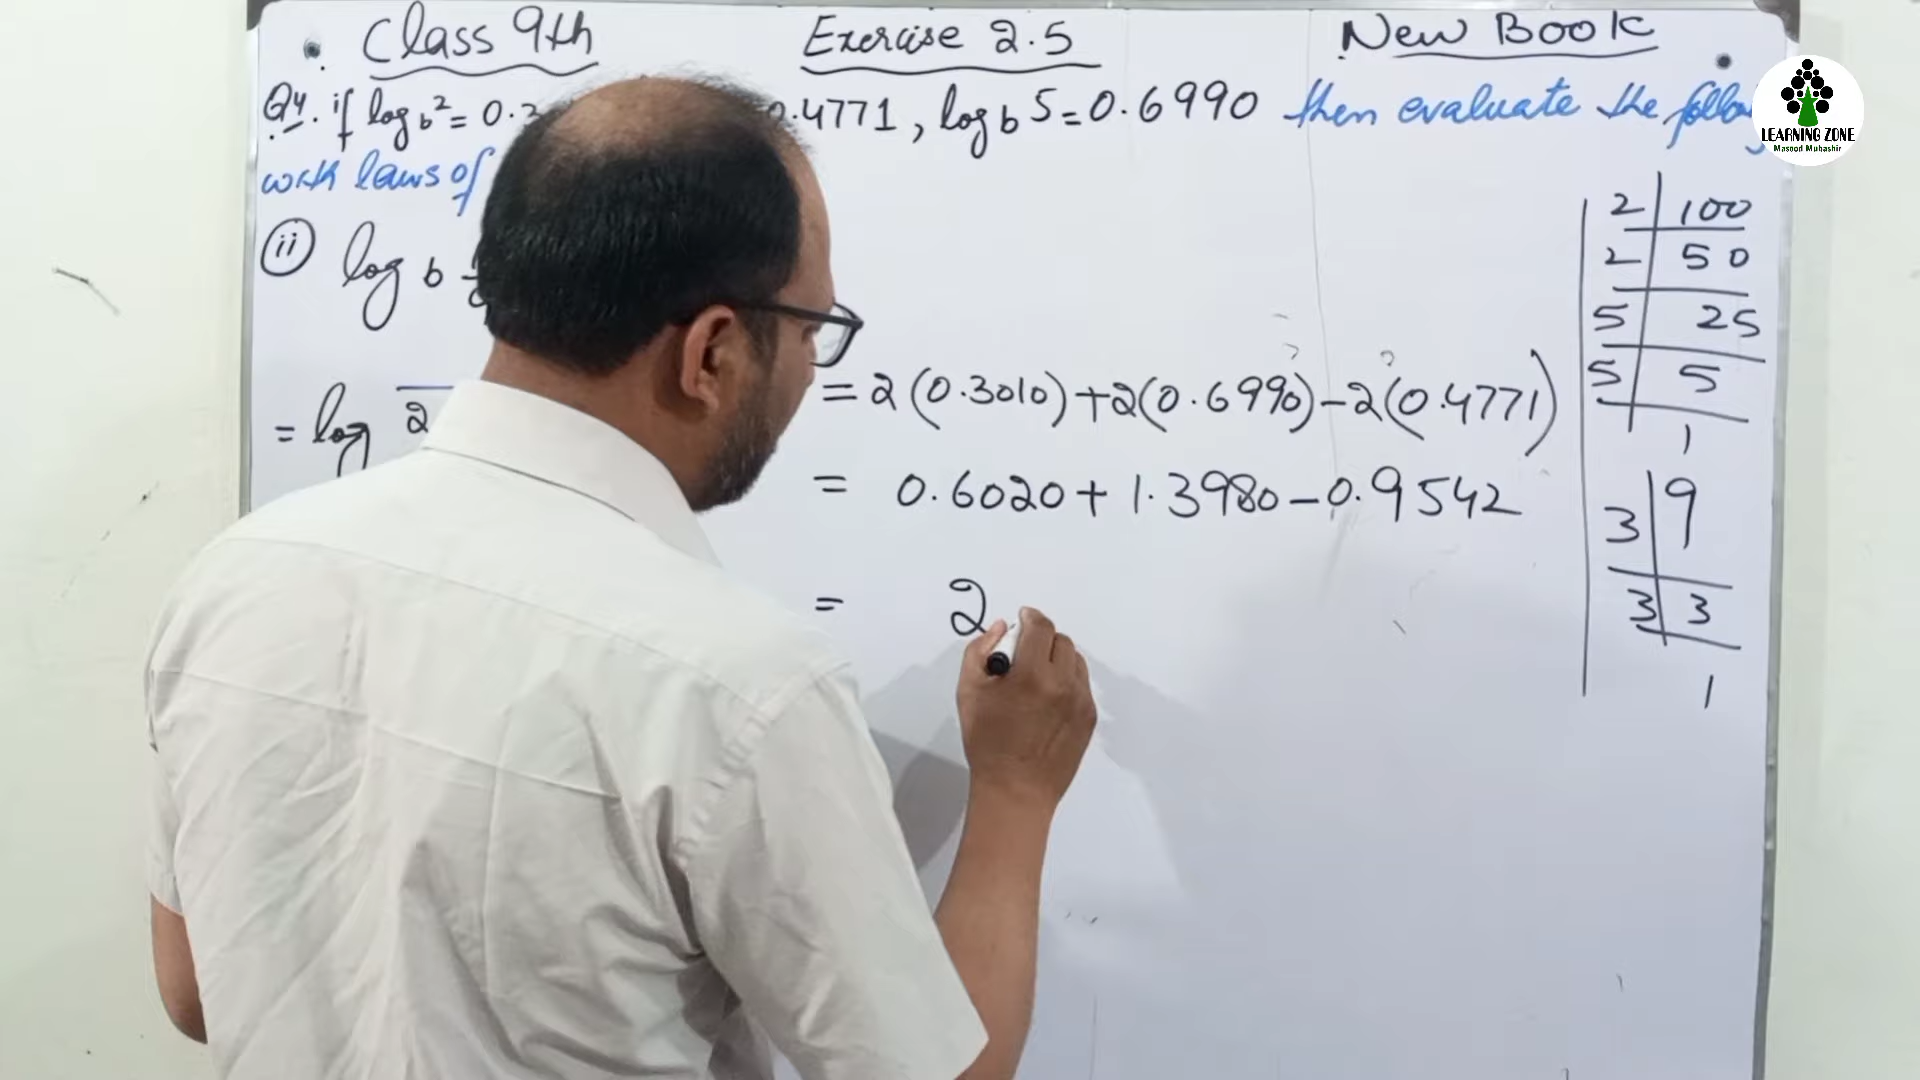 Class 9th Exercise 2.5 New Book
Q4. if log b 2 = 0.3 0.4771, log b 5 = 0.6990 then evaluate the
with laws of
(ii) log b
= log 2
= 2(0.3010)+2(0.6990)-2(0.4771)
= 0.6020+1.3980-0.9542
= 2
2 | 100
2 | 50
5 | 25
5 | 5
1
3 | 9
3 | 3
1
LEARNING ZONE
Masood Mubashir